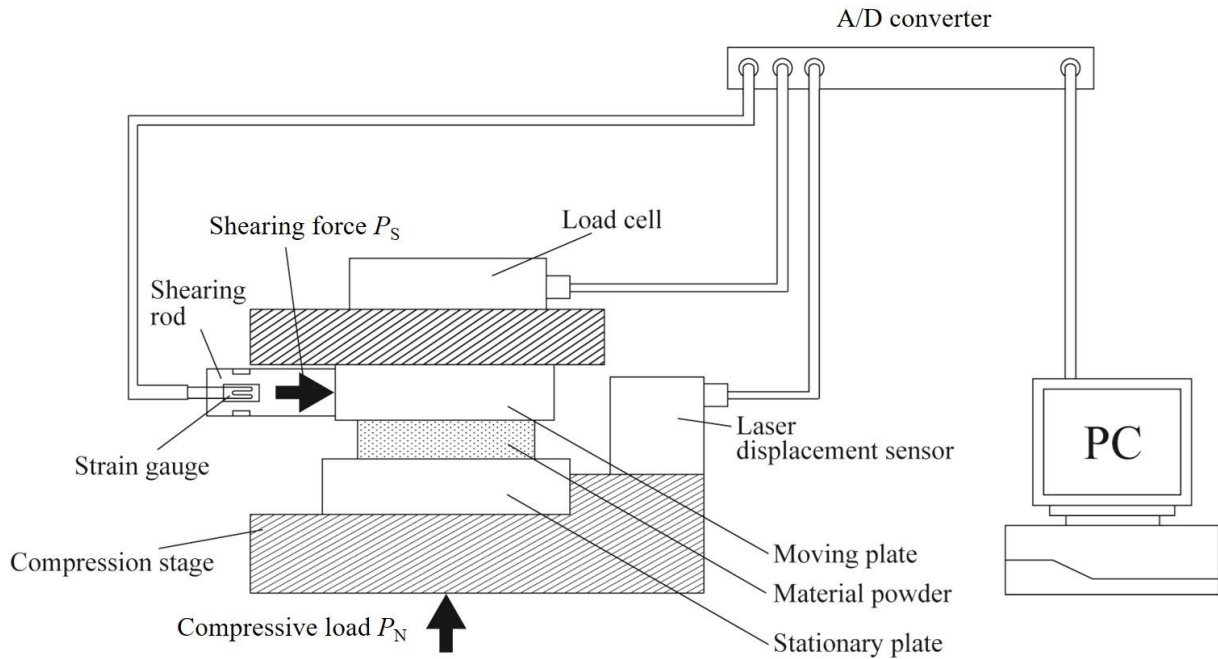 A/D converter
Shearing force P_S
Load cell
Shearing
rod
Strain gauge
Laser
displacement sensor
PC
Compression stage
Moving plate
Material powder
Compressive load P_N
Stationary plate